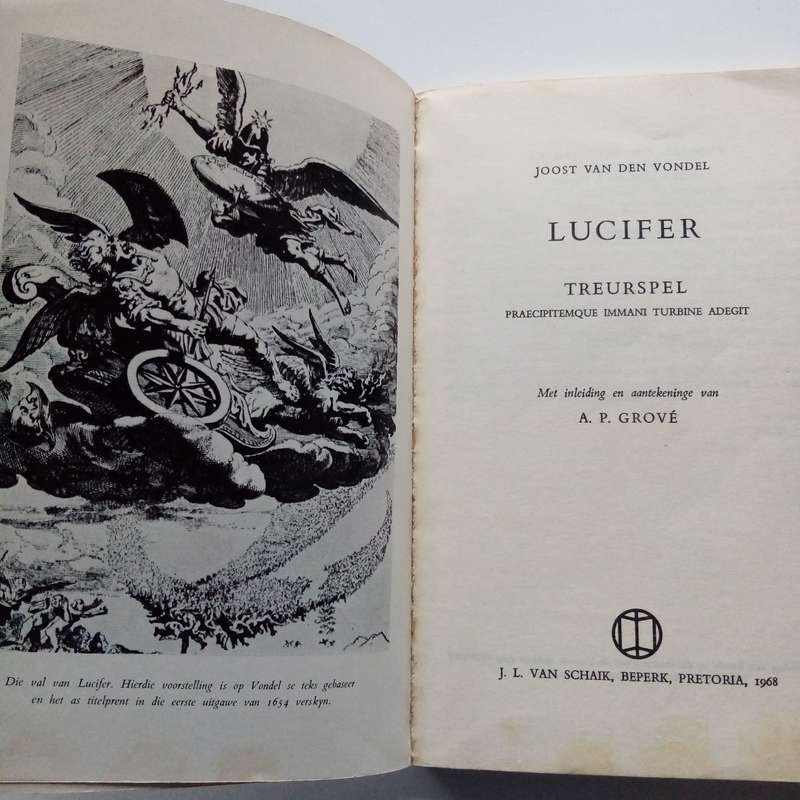 Die val van Lucifer. Hierdie voorstelling is op Vondel se teks gebaseer
en het as titelprent in die eerste uitgawe van 1654 verskyn.
JOOST VAN DEN VONDEL
LUCIFER
TREURSPEL
PRAECIPITEMQUE IMMANI TURBINE ADEGIT
Met inleiding en aantekeninge van
A. P. GROVÉ
J. L. VAN SCHAIK, BEPERK, PRETORIA, 1968